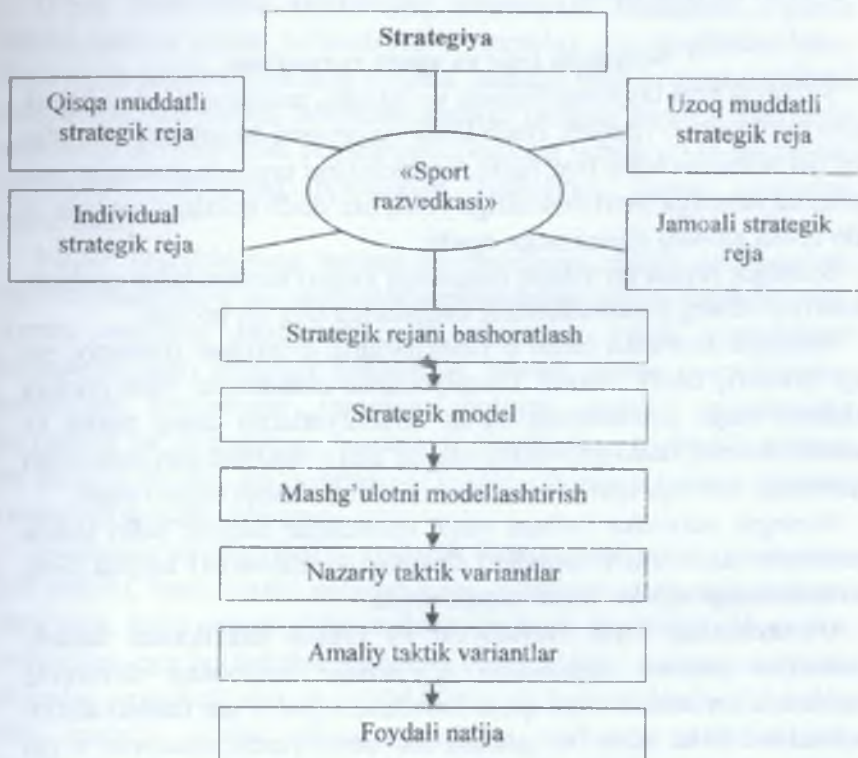 Strategiya
Qisqa muddatli
strategik reja
Uzoq muddatli
strategik reja
«Sport
razvedkasi»
Individual
strategik reja
Jamoali strategik
reja
Strategik rejani bashoratlash
Strategik model
Mashg'ulotni modellashtirish
Nazariy taktik variantlar
Amaliy taktik variantlar
Foydali natija